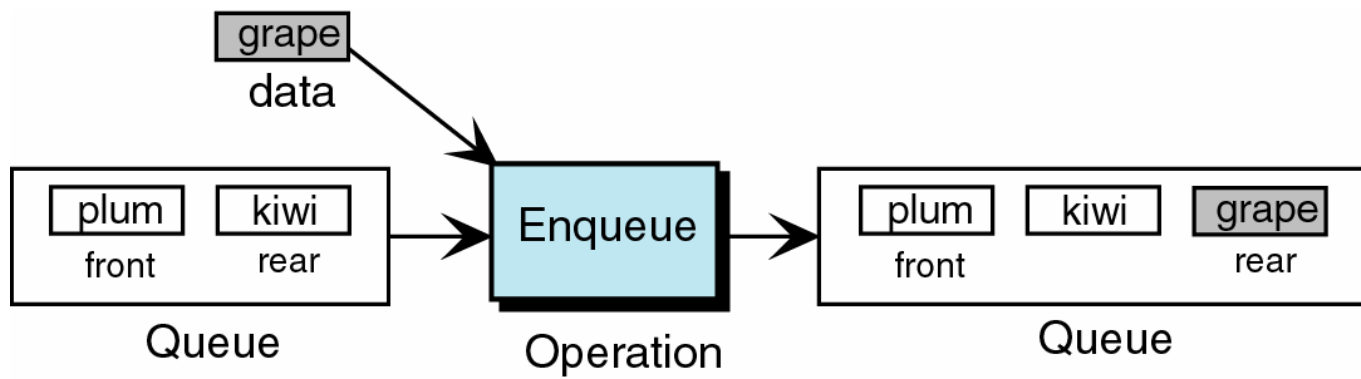 grape
data
plum kiwi
front rear
Queue
Enqueue
Operation
plum kiwi grape
front rear
Queue